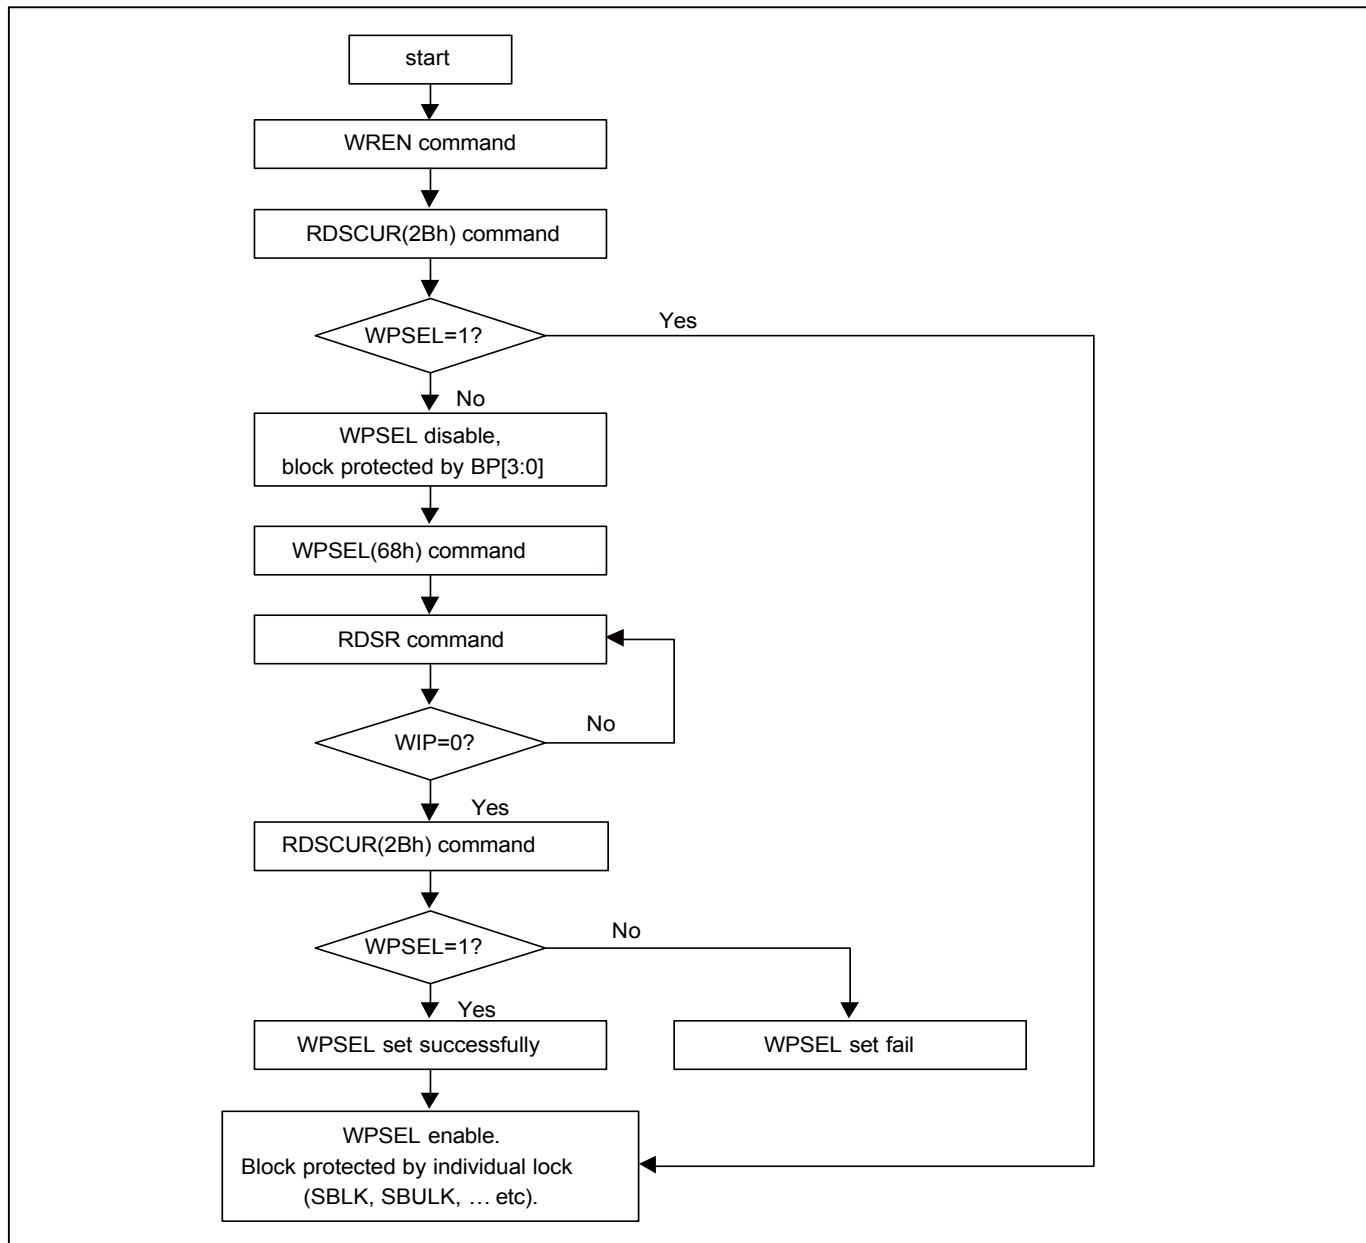 start
WREN command
RDSCUR(2Bh) command
WPSEL=1?
Yes
No
WPSEL disable,
block protected by BP[3:0]
WPSEL(68h) command
RDSR command
WIP=0?
No
Yes
RDSCUR(2Bh) command
WPSEL=1?
No
Yes
WPSEL set successfully
WPSEL set fail
WPSEL enable.
Block protected by individual lock
(SBLK, SBULK, … etc).